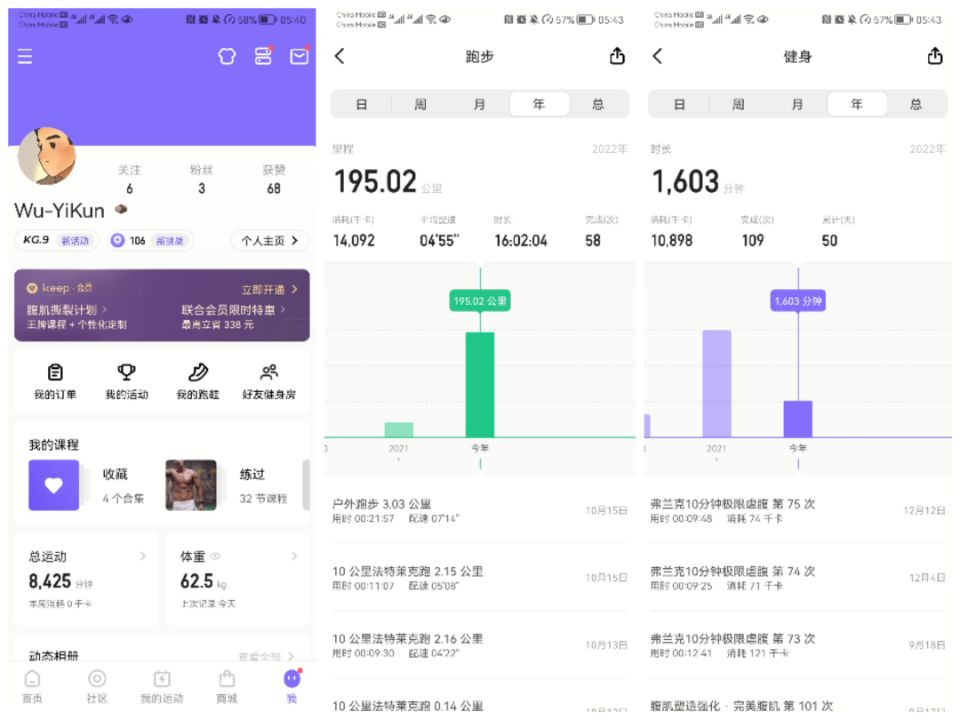 China Mobile HD
China Mobile HD
58%
05:40
关注
粉丝
获赞
6
3
68
Wu-YiKun
KG.9 新活动
106 新挑战
个人主页
keep·会员
立即开通
腹肌撕裂计划
联合会员限时特惠
王牌课程+个性化定制
最高立省 338 元
我的订单
我的活动
我的跑鞋
好友健身房
我的课程
收藏
4 个合集
练过
32 节课程
总运动
8,425 分钟
本周消耗 0 千卡
体重
62.5 kg
上次记录 今天
动态相册
查看全部
首页
社区
我的运动
商城
我
China Mobile HD
China Mobile HD
57%
05:43
跑步
日
周
月
年
总
里程
2022年
195.02 公里
消耗(千卡)
平均配速
时长
完成(次)
14,092
04'55"
16:02:04
58
195.02 公里
2021
今年
户外跑步 3.03 公里
用时 00:21:57 配速 07'14"
10月15日
10 公里法特莱克跑 2.15 公里
用时 00:11:07 配速 05'08"
10月15日
10 公里法特莱克跑 2.16 公里
用时 00:09:30 配速 04'22"
10月13日
10 公里法特莱克跑 0.14 公里
China Mobile HD
China Mobile HD
57%
05:43
健身
日
周
月
年
总
时长
2022年
1,603 分钟
消耗(千卡)
完成(次)
累计(天)
10,898
109
50
1,603 分钟
2021
今年
弗兰克10分钟极限虐腹 第 75 次
用时 00:09:48 消耗 74 千卡
12月12日
弗兰克10分钟极限虐腹 第 74 次
用时 00:09:25 消耗 71 千卡
12月4日
弗兰克10分钟极限虐腹 第 73 次
用时 00:12:41 消耗 121 千卡
9月18日
腹肌塑造强化·完美腹肌 第 101 次